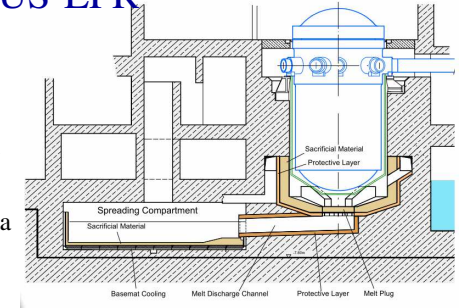 US EPR
Sacrificial Material
Protective Layer
Spreading Compartment
a
Sacrificial Material
Basemat Cooling
Melt Discharge Channel
Protective Layer
Melt Plug